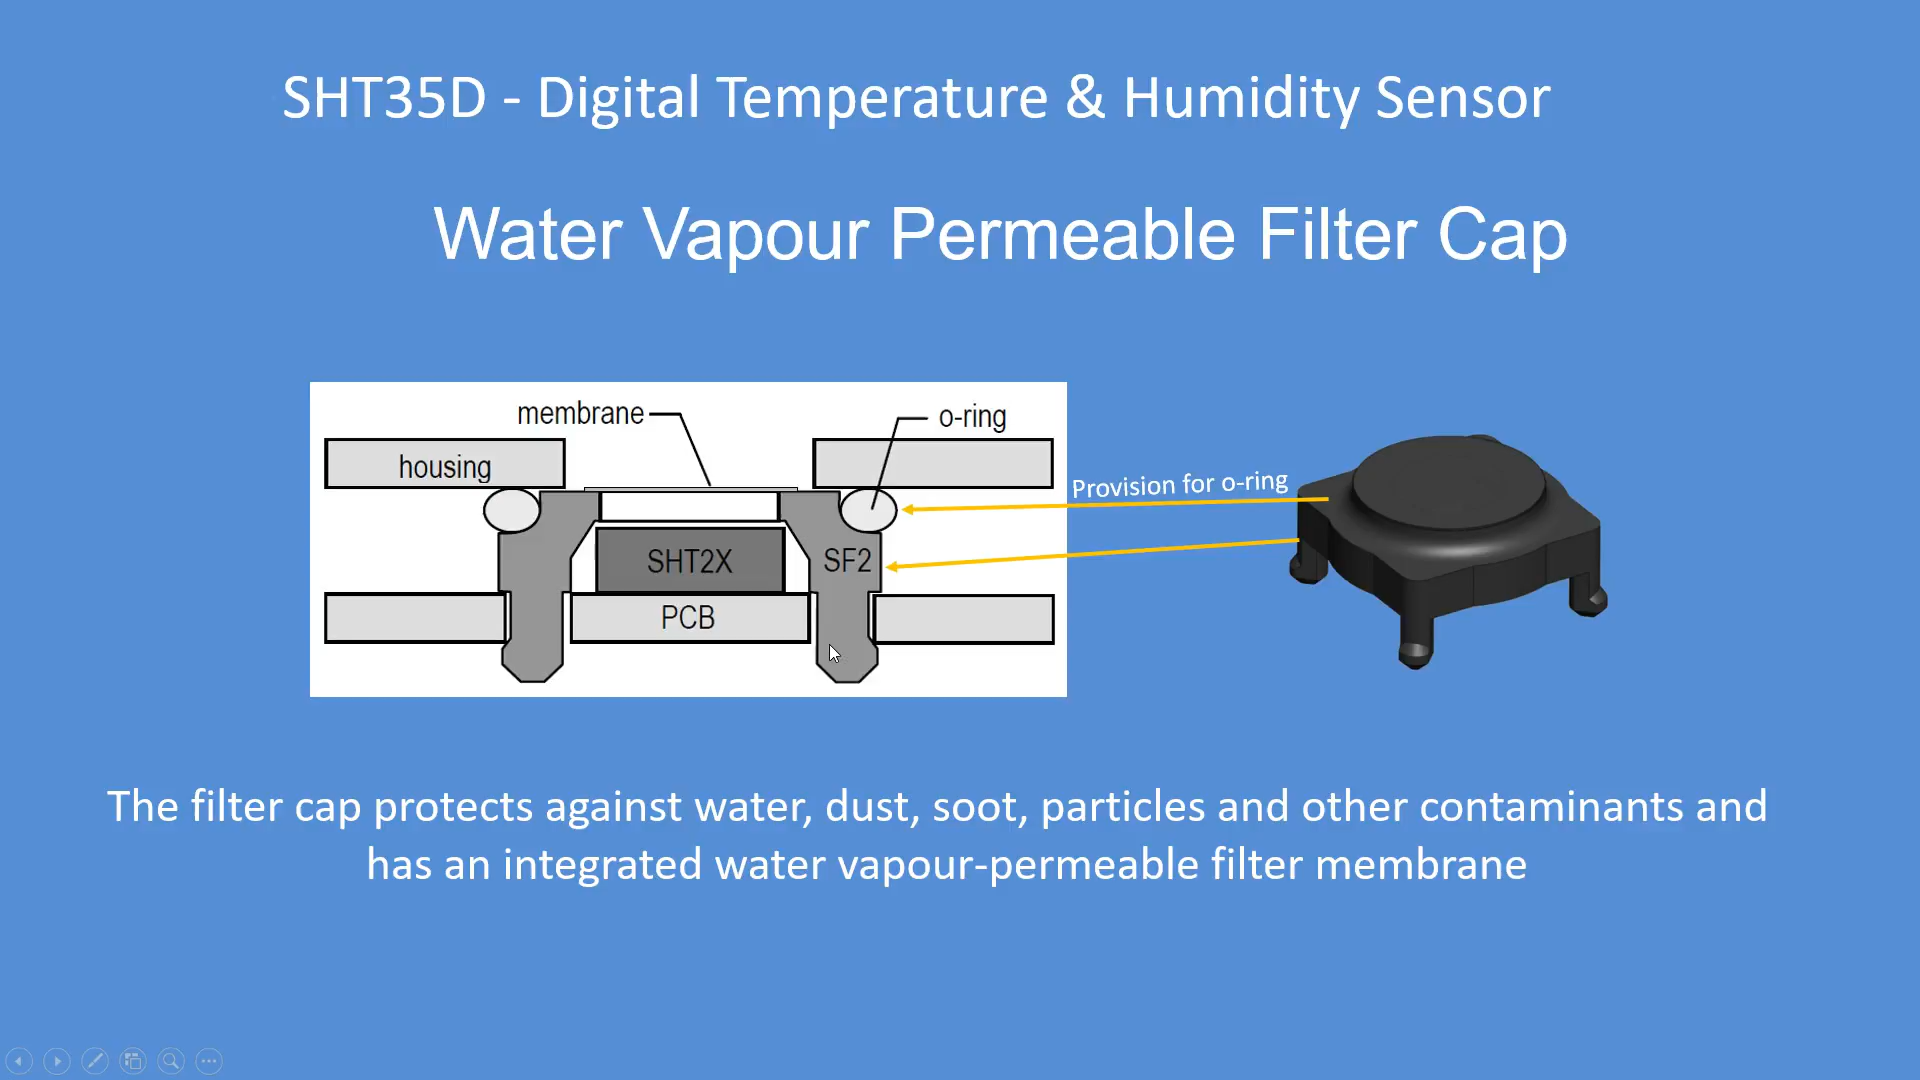 SHT35D - Digital Temperature & Humidity Sensor
Water Vapour Permeable Filter Cap
membrane
o-ring
housing
Provision for o-ring
SHT2X
SF2
PCB
The filter cap protects against water, dust, soot, particles and other contaminants and
has an integrated water vapour-permeable filter membrane